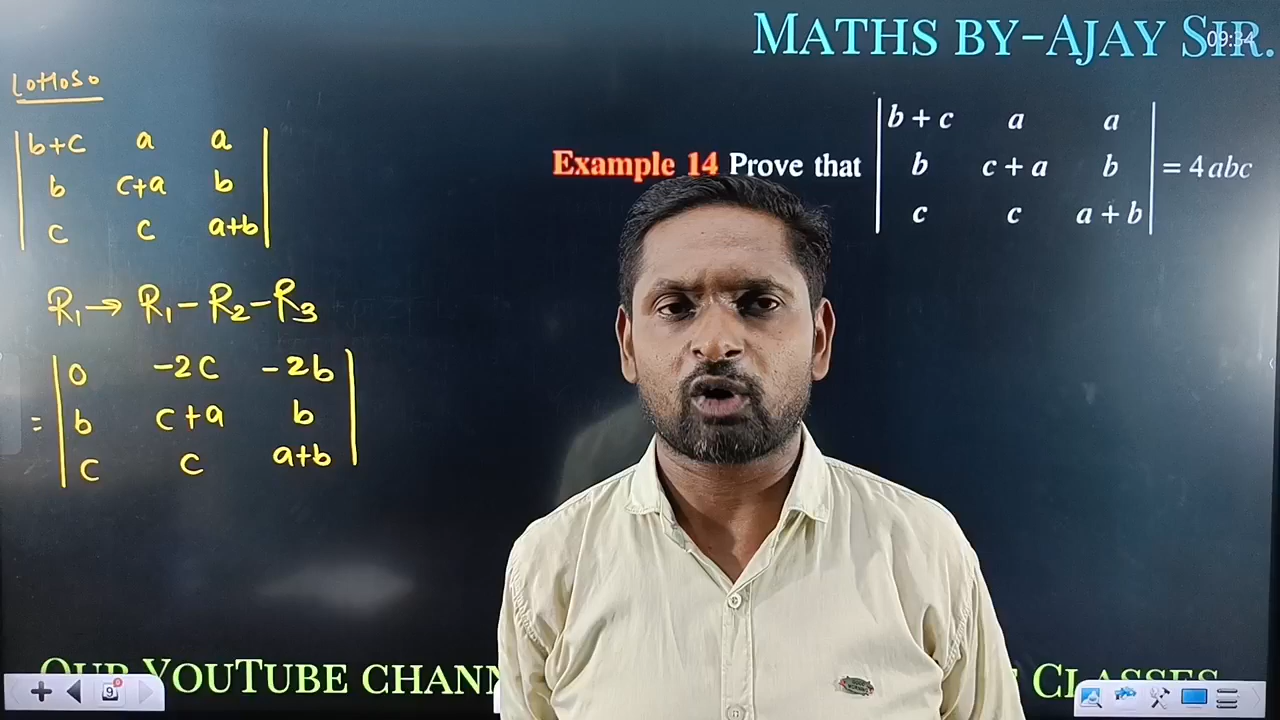 MATHS BY-AJAY SIR.
09:34
L.H.S.
| b+c a a |
| b c+a b |
| c c a+b |
R₁ → R₁ - R₂ - R₃
= | 0 -2c -2b |
| b c+a b |
| c c a+b |
Example 14 Prove that | b + c a a |
| b c + a b | = 4abc
| c c a + b |
OUR YOUTUBE CHANN
CLASSES
9